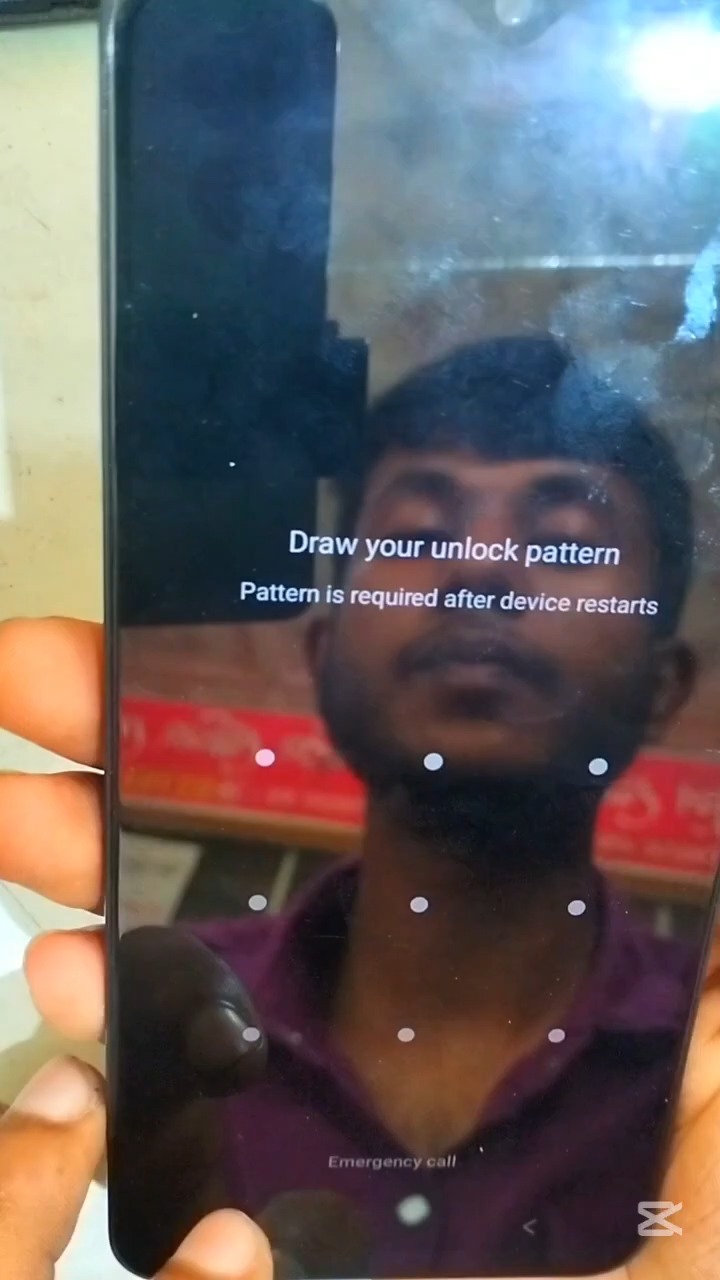 Draw your unlock pattern
Pattern is required after device restarts
Emergency call